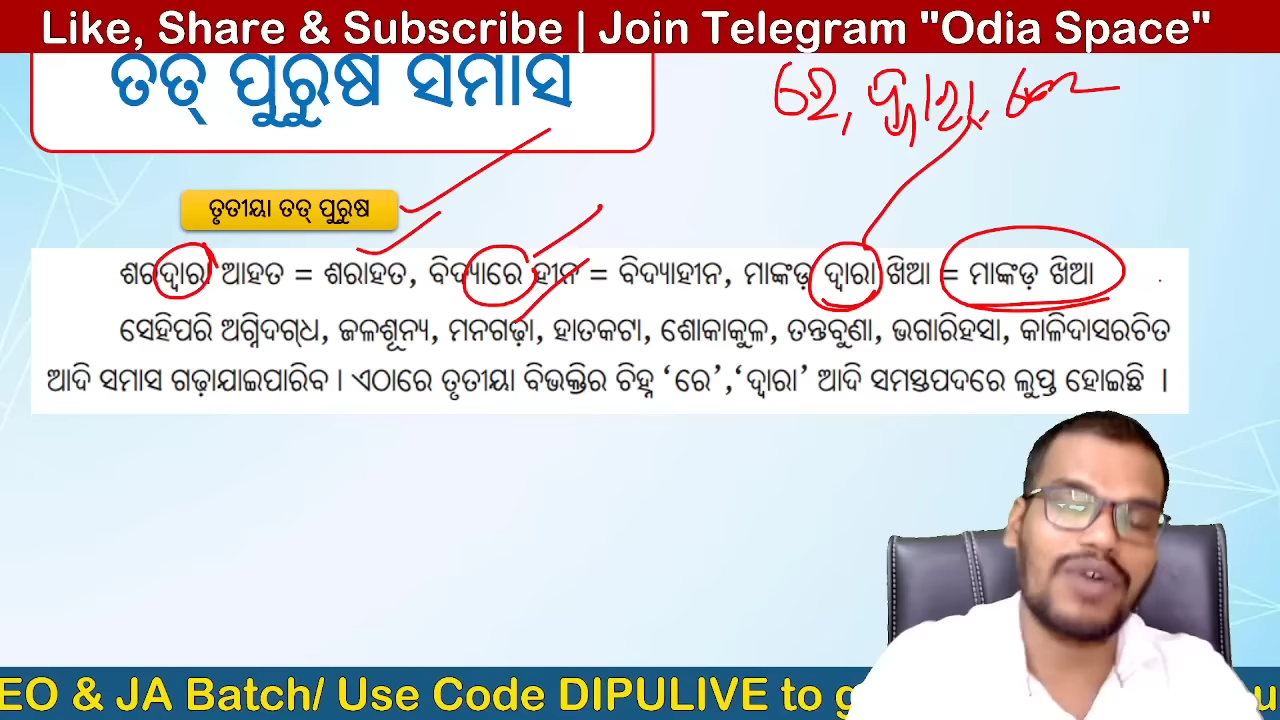 Like, Share & Subscribe | Join Telegram "Odia Space"
ତତ୍ ପୁରୁଷ ସମାସ
ରେ, ଦ୍ୱାରା,
ତୃତୀୟା ତତ୍ ପୁରୁଷ
ଶରଦ୍ୱାରା ଆହତ = ଶରାହତ, ବିଦ୍ୟାରେ ହୀନ = ବିଦ୍ୟାହୀନ, ମାଙ୍କଡ଼ ଦ୍ୱାରା ଖିଆ = ମାଙ୍କଡ଼ ଖିଆ
ସେହିପରି ଅଗ୍ନିଦଗ୍ଧ, ଜଳଶୂନ୍ୟ, ମନଗଢ଼ା, ହାତକଟା, ଶୋକାକୁଳ, ତନ୍ତବୁଣା, ଭଗାରିହସା, କାଳିଦାସରଚିତ
ଆଦି ସମାସ ଗଢ଼ାଯାଇପାରିବ । ଏଠାରେ ତୃତୀୟା ବିଭକ୍ତିର ଚିହ୍ନ ‘ରେ’,‘ଦ୍ୱାରା’ ଆଦି ସମସ୍ତପଦରେ ଲୁପ୍ତ ହୋଇଛି ।
EO & JA Batch/ Use Code DIPULIVE to